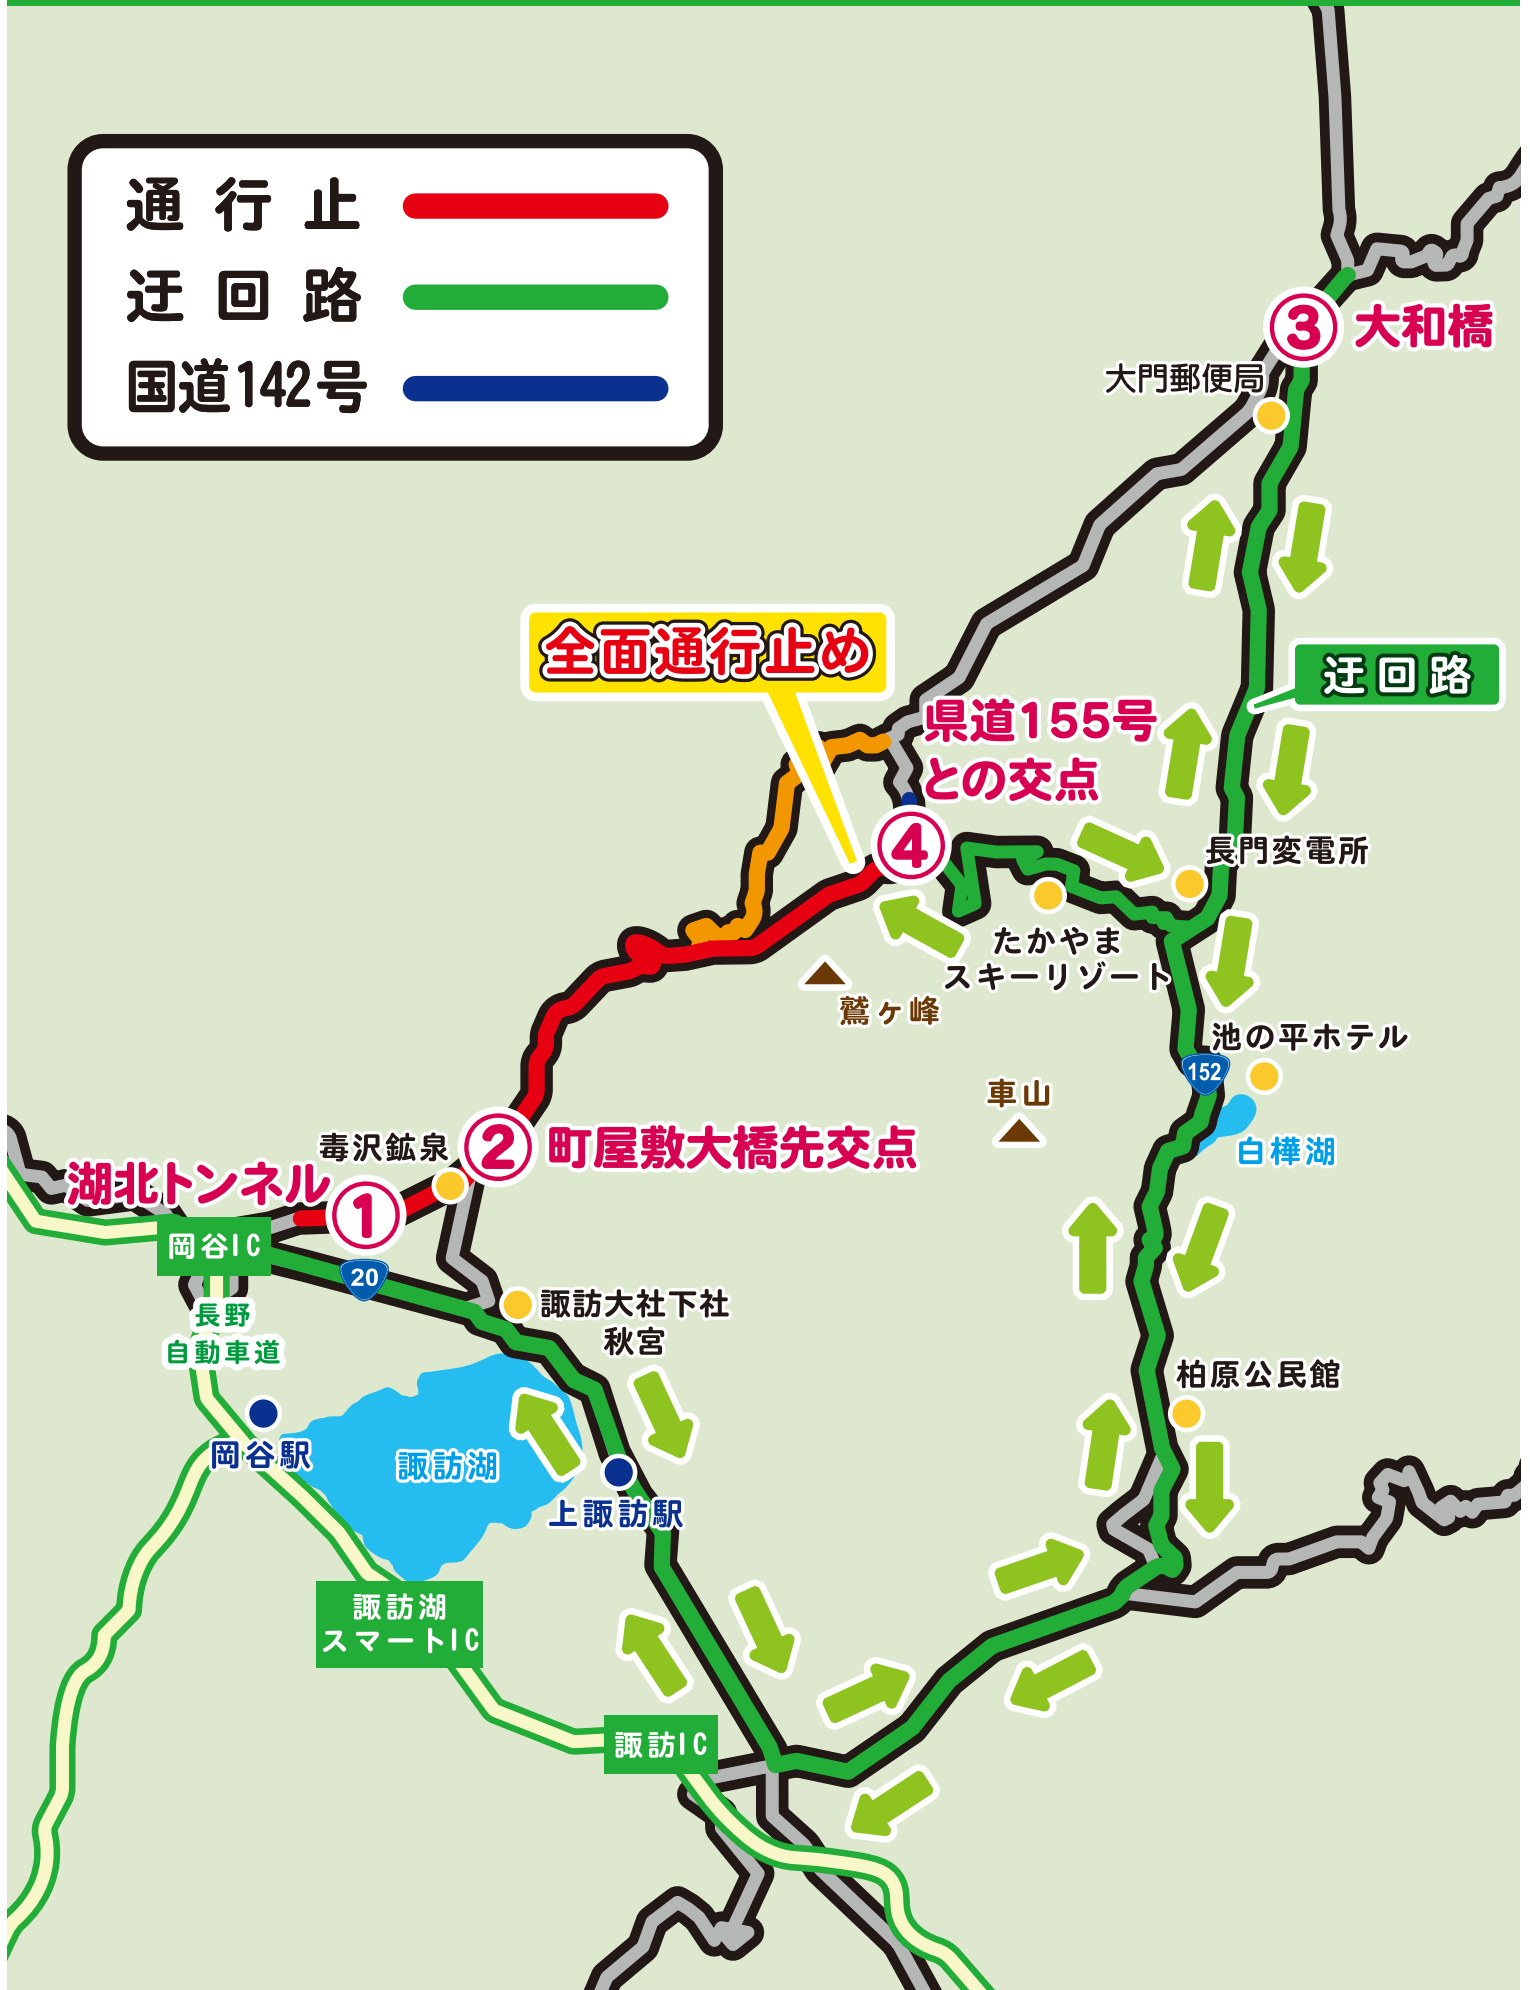 通行止
迂回路
国道142号
③ 大和橋
大門郵便局
全面通行止め
迂回路
県道155号
との交点
④
長門変電所
たかやま
スキーリゾート
鷲ヶ峰
池の平ホテル
152
車山
白樺湖
毒沢鉱泉
② 町屋敷大橋先交点
湖北トンネル
①
岡谷IC
20
長野
自動車道
諏訪大社下社
秋宮
柏原公民館
岡谷駅
諏訪湖
上諏訪駅
諏訪湖
スマートIC
諏訪IC